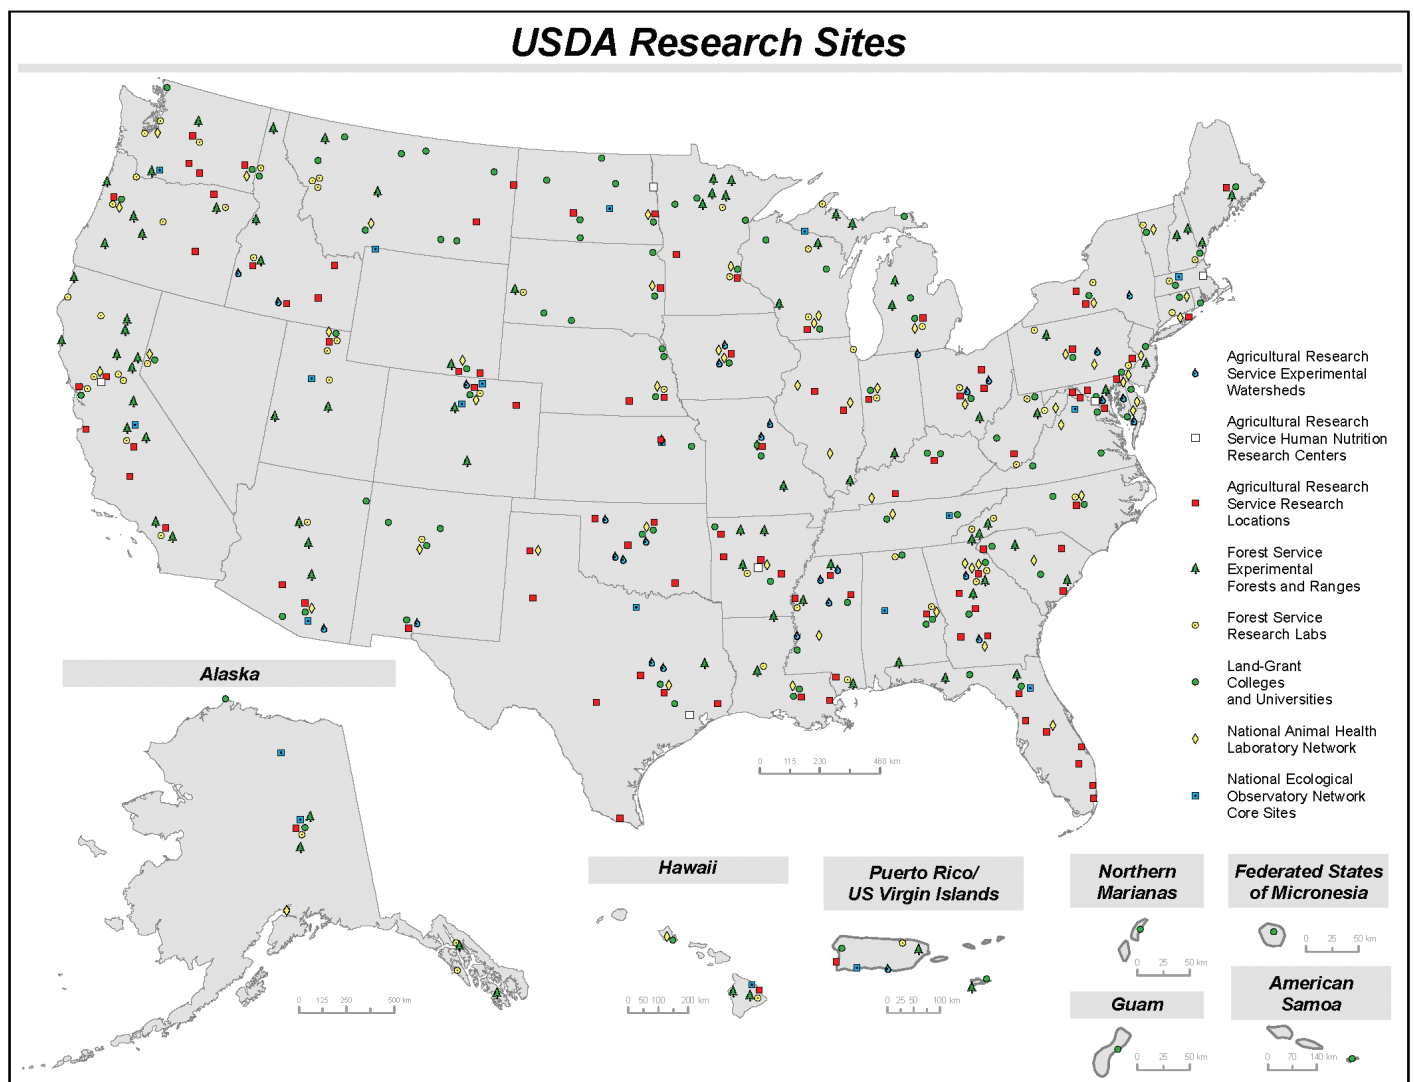 USDA Research Sites
Agricultural Research
Service Experimental
Watersheds
Agricultural Research
Service Human Nutrition
Research Centers
Agricultural Research
Service Research
Locations
Forest Service
Experimental
Forests and Ranges
Forest Service
Research Labs
Land-Grant
Colleges
and Universities
National Animal Health
Laboratory Network
National Ecological
Observatory Network
Core Sites
0 115 230 460 km
Alaska
0 125 250 500 km
Hawaii
0 50 100 200 km
Puerto Rico/
US Virgin Islands
0 25 50 100 km
Northern
Marianas
0 25 50 km
Federated States
of Micronesia
0 25 50 km
Guam
0 25 50 km
American
Samoa
0 70 140 km